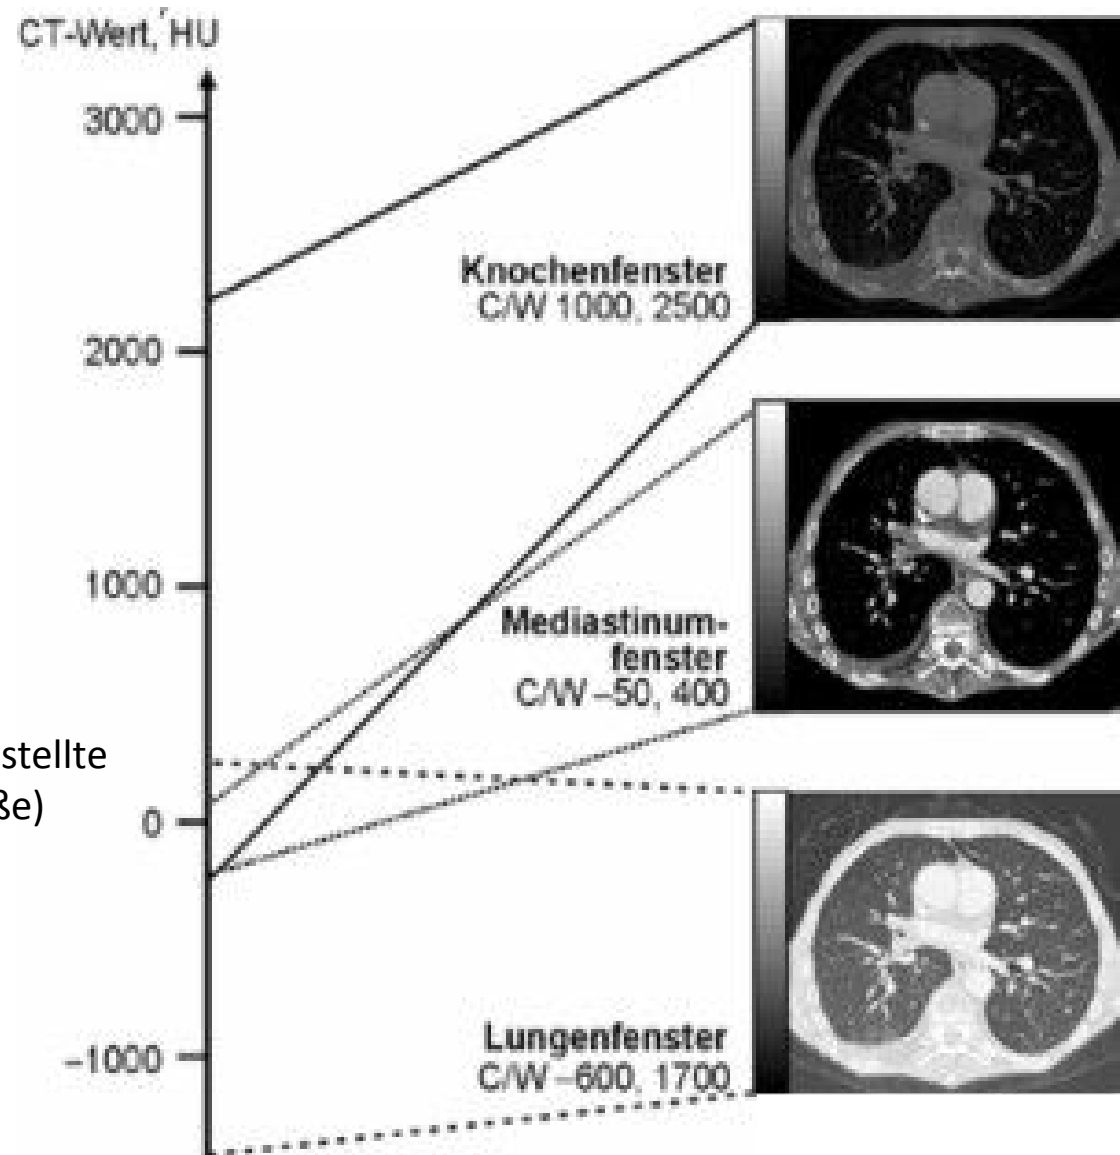 CT-Wert, HU
3000
Knochenfenster
C/W 1000, 2500
2000
1000
Mediastinum-
fenster
C/W –50, 400
stellte
ße)
0
–1000
Lungenfenster
C/W –600, 1700